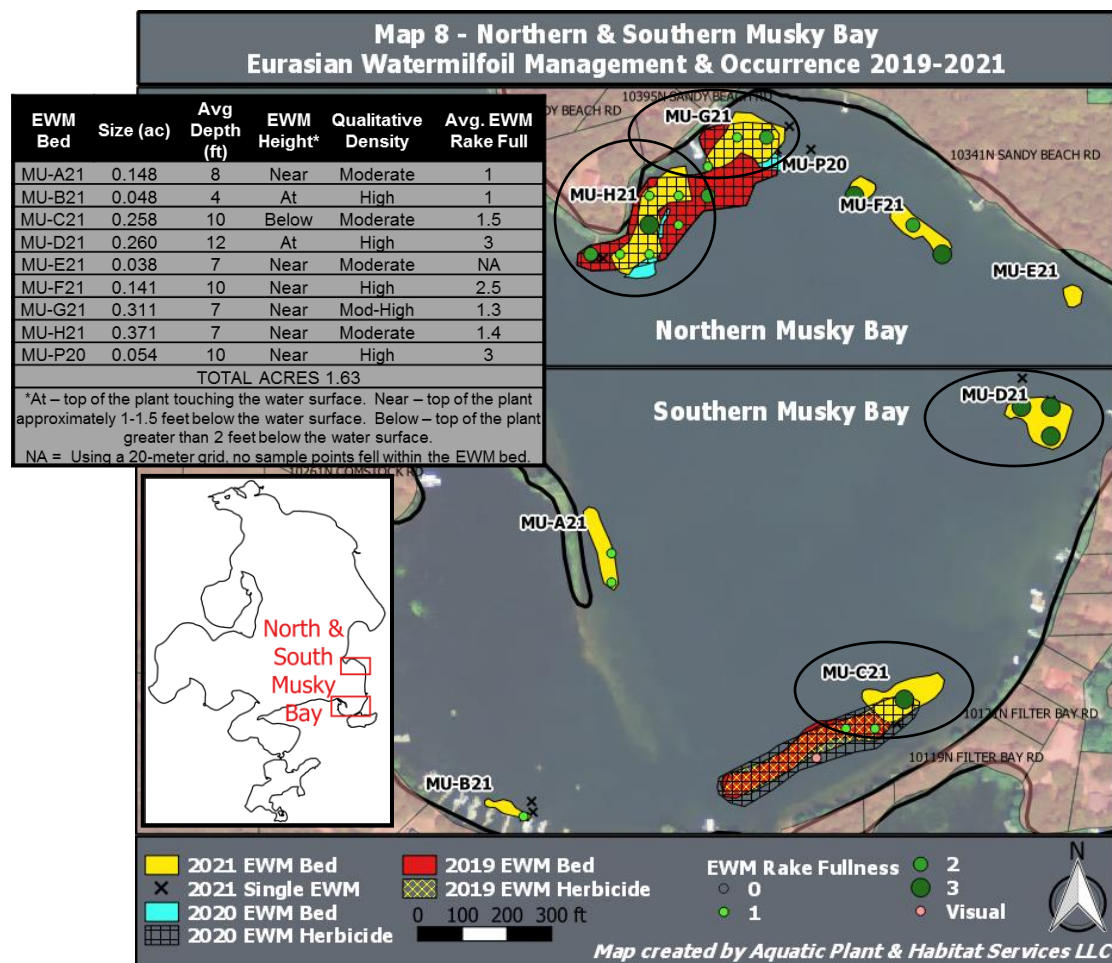 Map 8 - Northern & Southern Musky Bay
Eurasian Watermilfoil Management & Occurrence 2019-2021
EWM Bed Size (ac) Avg Depth (ft) EWM Height* Qualitative Density Avg. EWM Rake Full
MU-A21 0.148 8 Near Moderate 1
MU-B21 0.048 4 At High 1
MU-C21 0.258 10 Below Moderate 1.5
MU-D21 0.260 12 At High 3
MU-E21 0.038 7 Near Moderate NA
MU-F21 0.141 10 Near High 2.5
MU-G21 0.311 7 Near Mod-High 1.3
MU-H21 0.371 7 Near Moderate 1.4
MU-P20 0.054 10 Near High 3
TOTAL ACRES 1.63
*At – top of the plant touching the water surface. Near – top of the plant
approximately 1-1.5 feet below the water surface. Below – top of the plant
greater than 2 feet below the water surface.
NA = Using a 20-meter grid, no sample points fell within the EWM bed.
10395N SANDY BEACH RD
DY BEACH RD
MU-G21
10341N SANDY BEACH RD
MU-P20
MU-H21
MU-F21
MU-E21
Northern Musky Bay
Southern Musky Bay
MU-D21
10261N COMSTOCK RD
MU-A21
MU-C21
10121N FILTER BAY RD
10119N FILTER BAY RD
MU-B21
North &
South
Musky
Bay
2021 EWM Bed
2021 Single EWM
2020 EWM Bed
2020 EWM Herbicide
2019 EWM Bed
2019 EWM Herbicide
0 100 200 300 ft
EWM Rake Fullness
0
1
2
3
Visual
N
Map created by Aquatic Plant & Habitat Services LLC